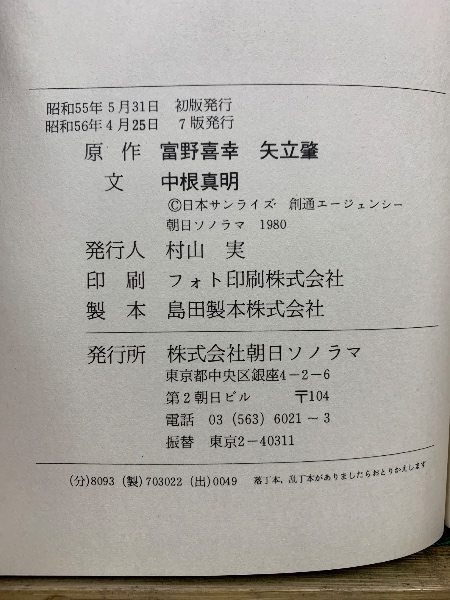 昭和55年5月31日 初版発行
昭和56年4月25日 7版発行
原作 富野喜幸 矢立肇
文 中根真明
©日本サンライズ· 創通エージェンシー
朝日ソノラマ 1980
発行人 村山 実
印刷 フォト印刷株式会社
製本 島田製本株式会社
発行所 株式会社朝日ソノラマ
東京都中央区銀座4－2－6
第2朝日ビル 〒104
電話 03（563）6021～3
振替 東京2－40311
（分）8093（製）703022（出）0049 落丁本，乱丁本がありましたらおとりかえします